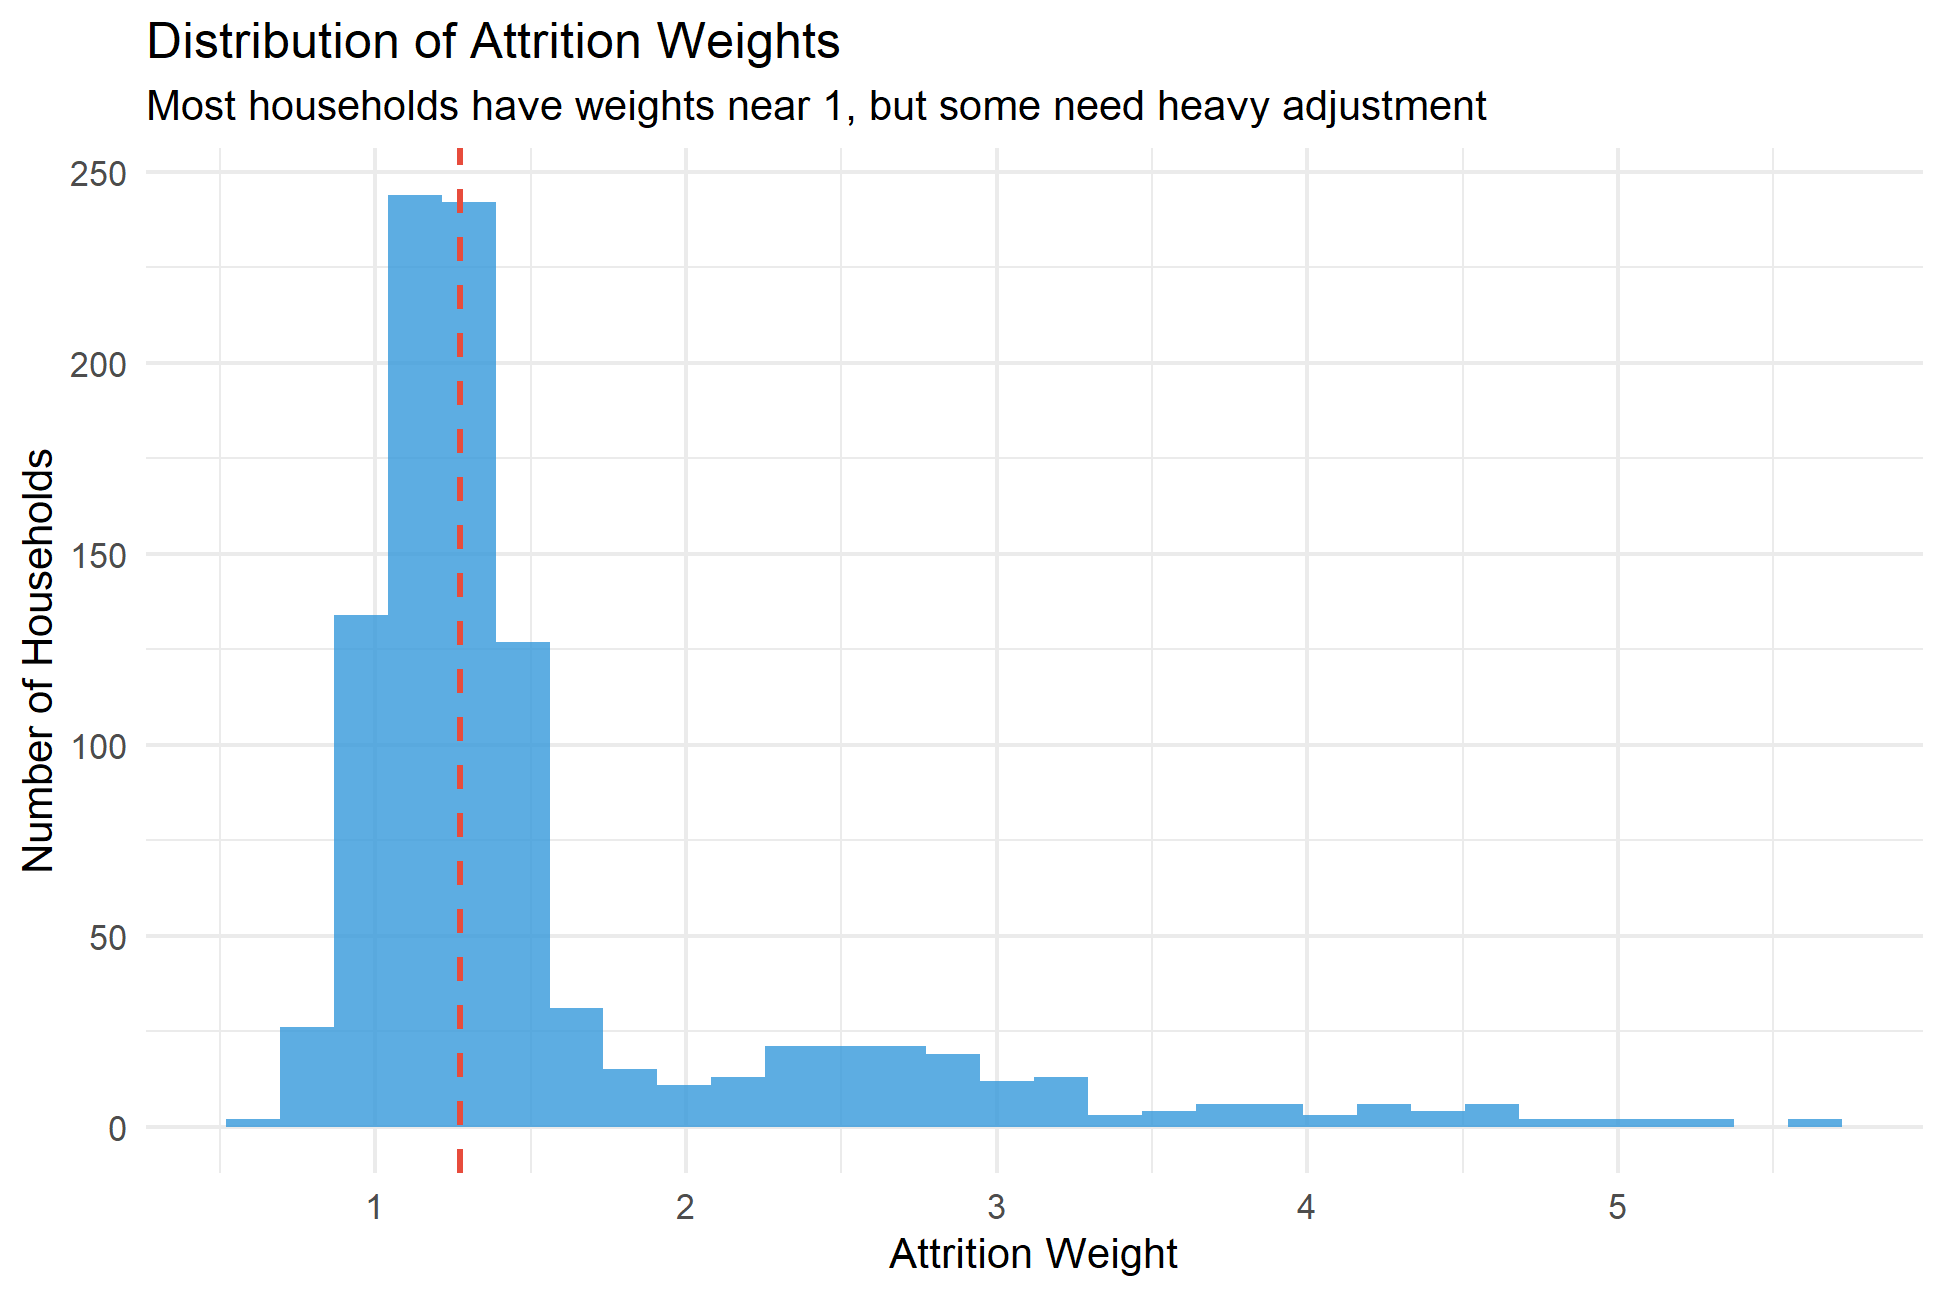 Distribution of Attrition Weights
Most households have weights near 1, but some need heavy adjustment
Number of Households
250
200
150
100
50
0
1
2
3
4
5
Attrition Weight